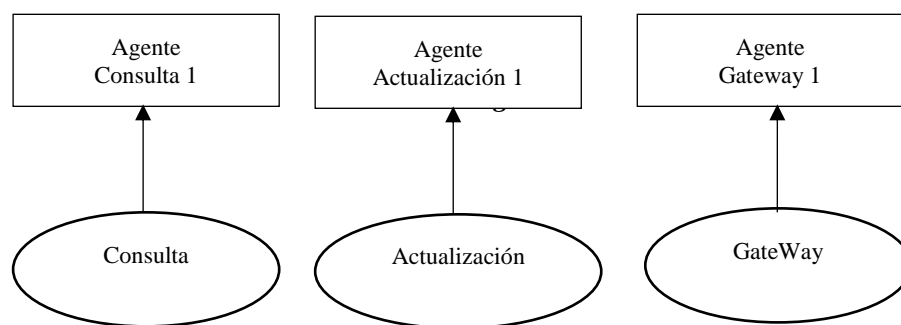 Agente
Consulta 1
Agente
Actualización 1
Agente
Gateway 1
Consulta
Actualización
GateWay